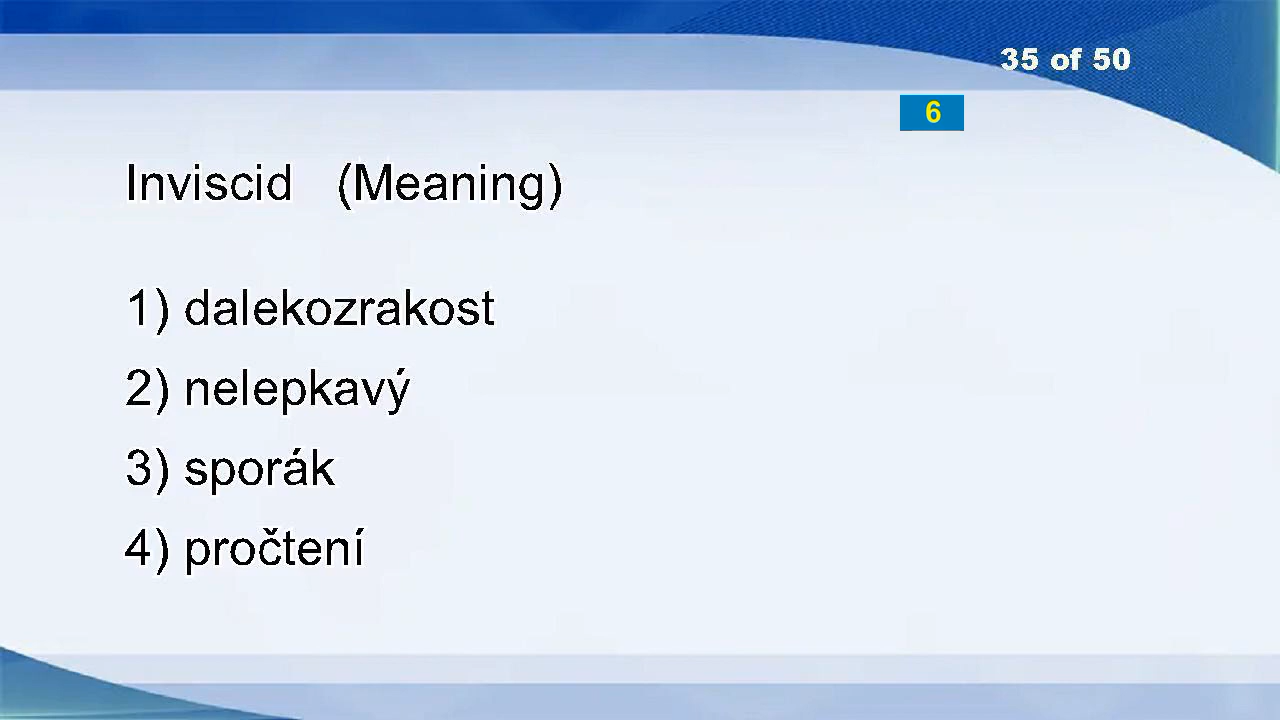 35 of 50
6
Inviscid (Meaning)
1) dalekozrakost
2) nelepkavý
3) sporák
4) pročtení